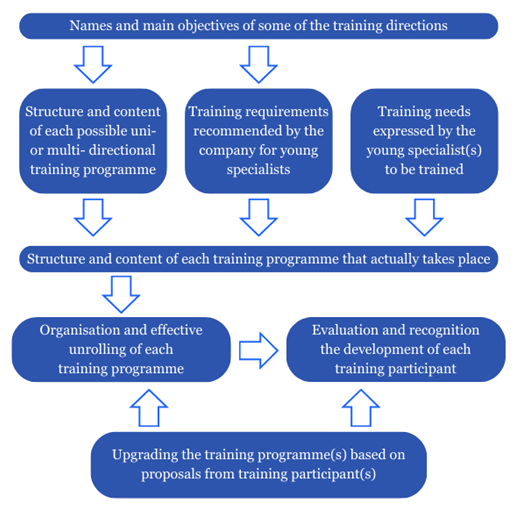 Names and main objectives of some of the training directions
Structure and content
of each possible uni-
or multi- directional
training programme
Training requirements
recommended by the
company for young
specialists
Training needs
expressed by the
young specialist(s)
to be trained
Structure and content of each training programme that actually takes place
Organisation and effective
unrolling of each
training programme
Evaluation and recognition
the development of each
training participant
Upgrading the training programme(s) based on
proposals from training participant(s)